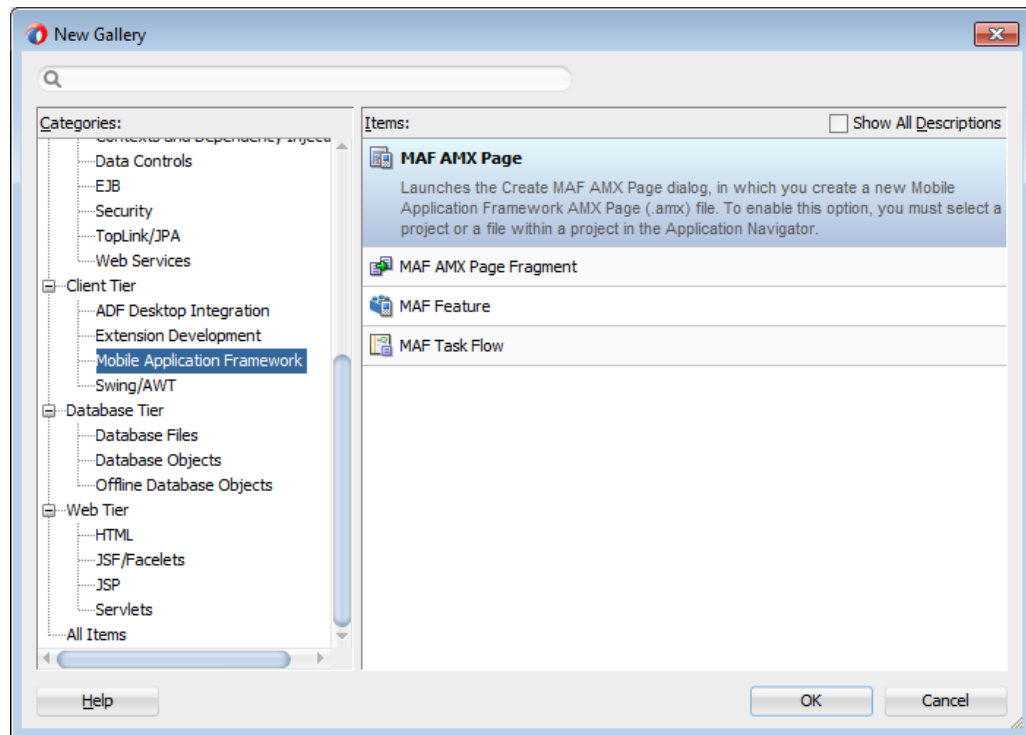 New Gallery
Categories:
Data Controls
EJB
Security
TopLink/JPA
Web Services
Client Tier
ADF Desktop Integration
Extension Development
Mobile Application Framework
Swing/AWT
Database Tier
Database Files
Database Objects
Offline Database Objects
Web Tier
HTML
JSF/Facelets
JSP
Servlets
All Items
Items:
Show All Descriptions
MAF AMX Page
Launches the Create MAF AMX Page dialog, in which you create a new Mobile
Application Framework AMX Page (.amx) file. To enable this option, you must select a
project or a file within a project in the Application Navigator.
MAF AMX Page Fragment
MAF Feature
MAF Task Flow
Help
OK
Cancel